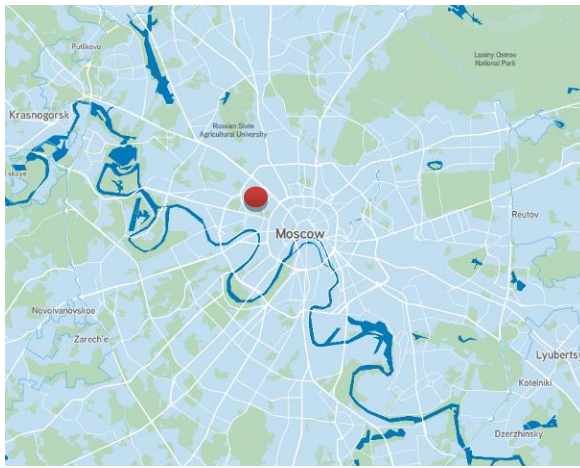 Putilkovo
Losiny Ostrov
National Park
Krasnogorsk
Russian State
Agricultural University
Reutov
Moscow
Novoivanovskoe
Zarech'e
Lyubertsy
Kotelniki
Dzerzhinsky